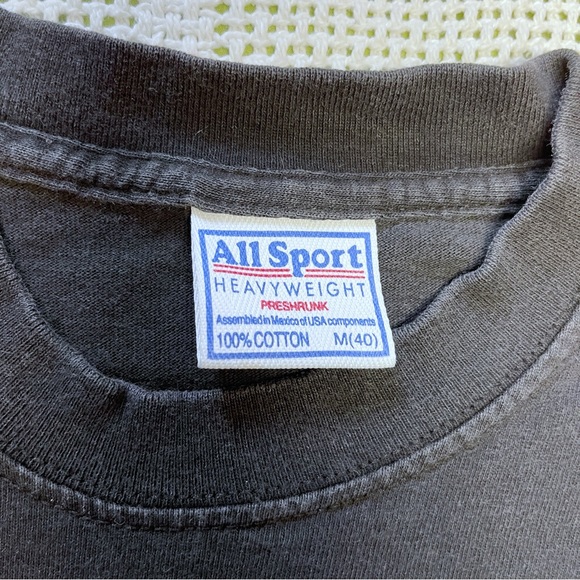 All Sport
HEAVYWEIGHT
PRESHRUNK
Assembled in Mexico of USA components
100% COTTON M(40)